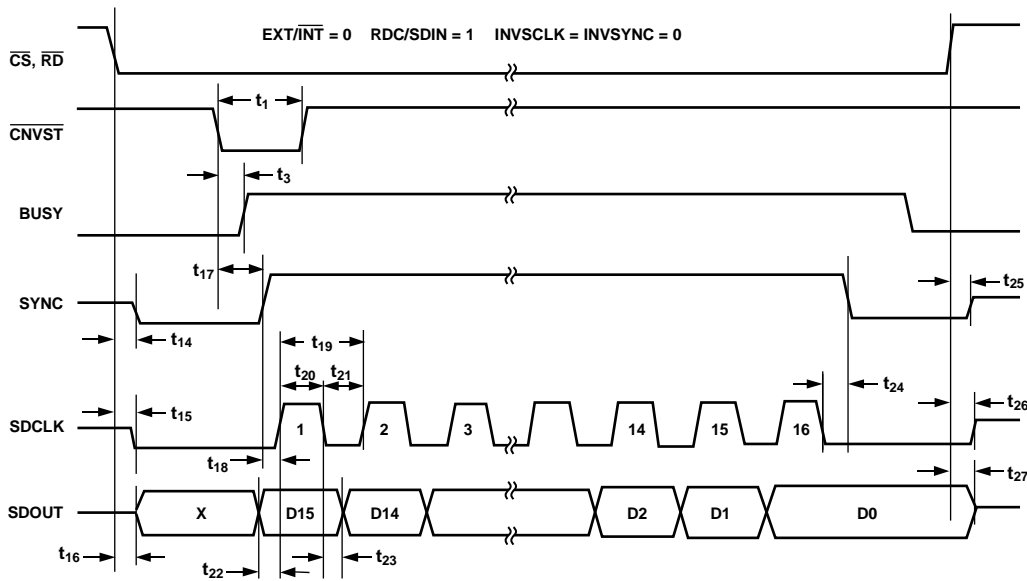 EXT/INT = 0 RDC/SDIN = 1 INVSCLK = INVSYNC = 0
CS, RD
t1
CNVST
t3
BUSY
t17
SYNC
t25
t14
t19
t20 t21
t24
t15
t26
SDCLK
1 2 3 14 15 16
t18
t27
SDOUT
X D15 D14 D2 D1 D0
t16
t22
t23